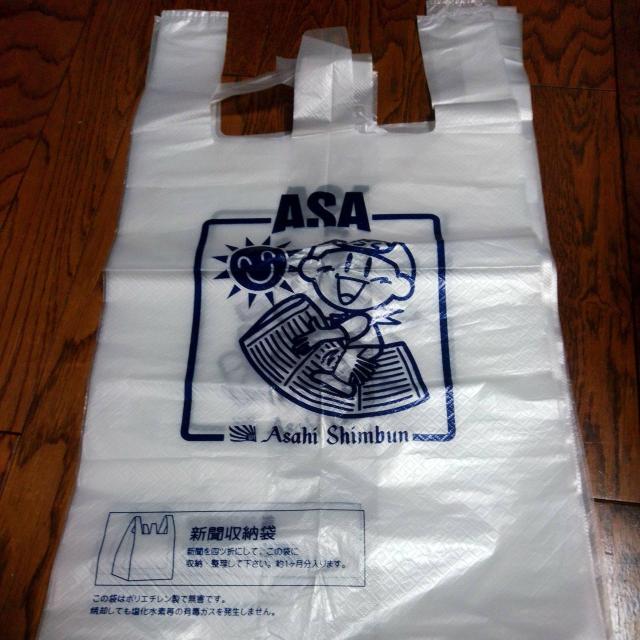 ASA
Asahi Shimbun
新聞収納袋
新聞を四ツ折にして、この袋に
収納・整理して下さい。約1ヶ月分入ります。
この袋はポリエチレン製で無害です。
焼却しても塩化水素等の有毒ガスを発生しません。